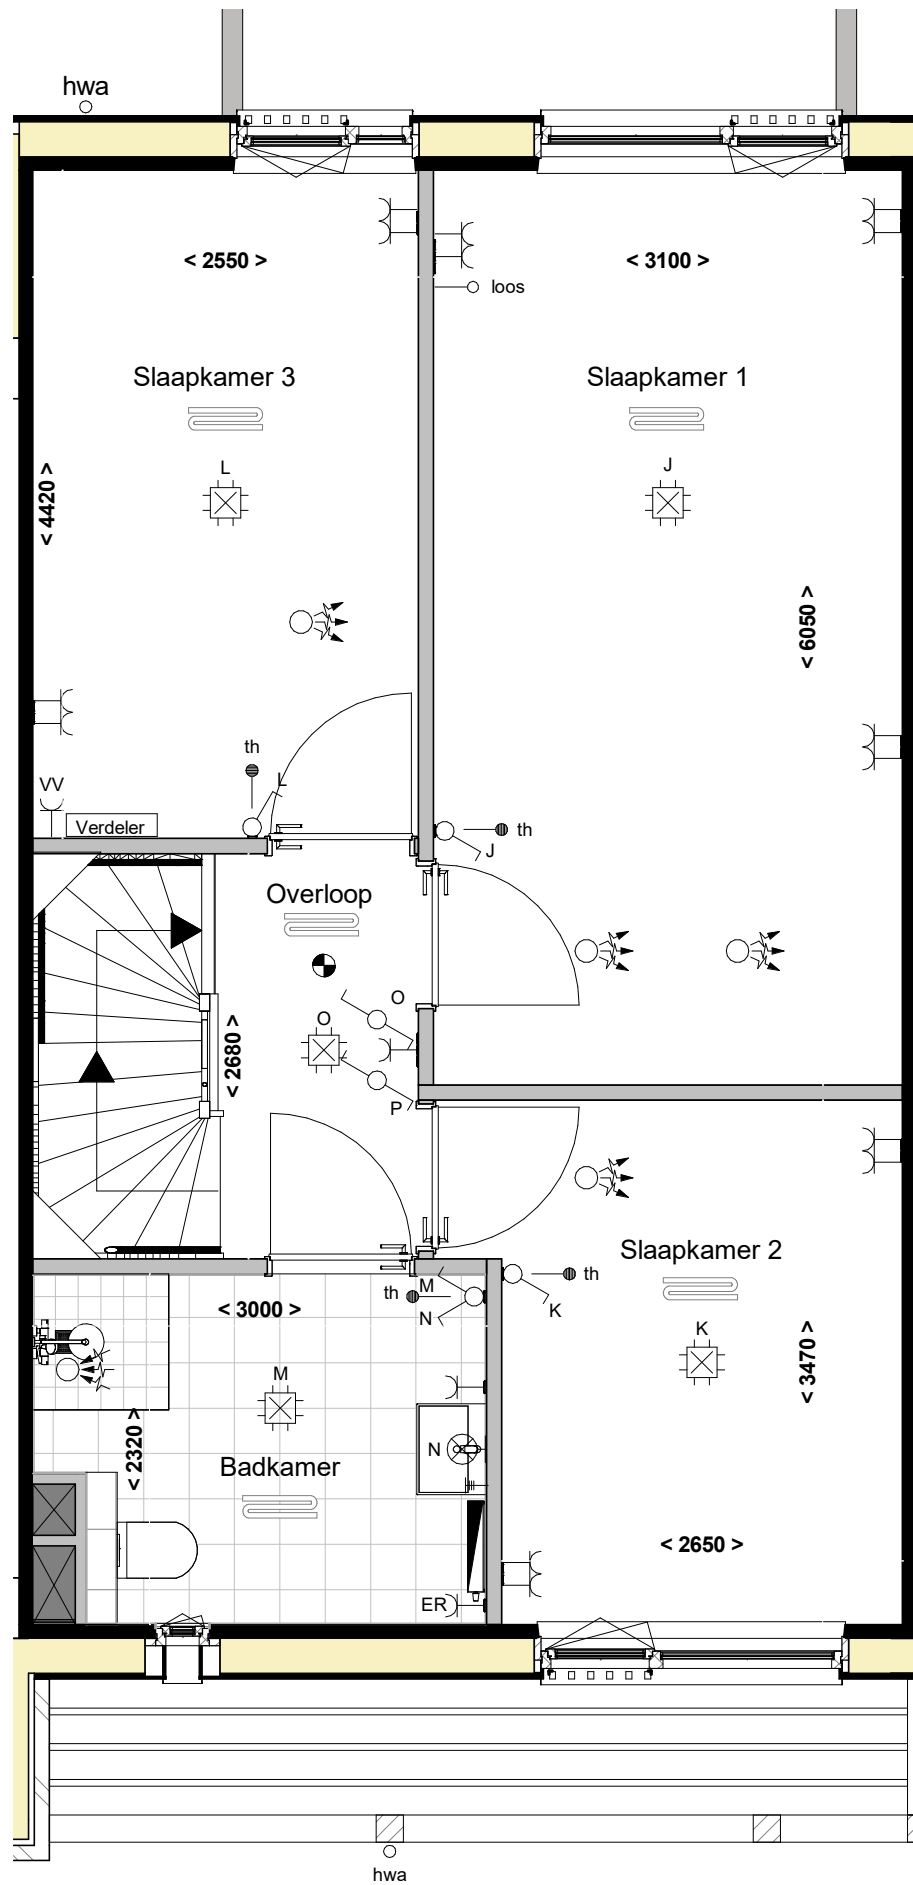 hwa
< 2550 >
< 3100 >
loos
Slaapkamer 3
Slaapkamer 1
L
J
< 4420 >
< 6050 >
th
L
VV
Verdeler
th
J
Overloop
O
O
< 2680 >
P
Slaapkamer 2
th
K
< 3000 >
th
M
N
K
M
< 3470 >
< 2320 >
N
Badkamer
< 2650 >
ER
hwa